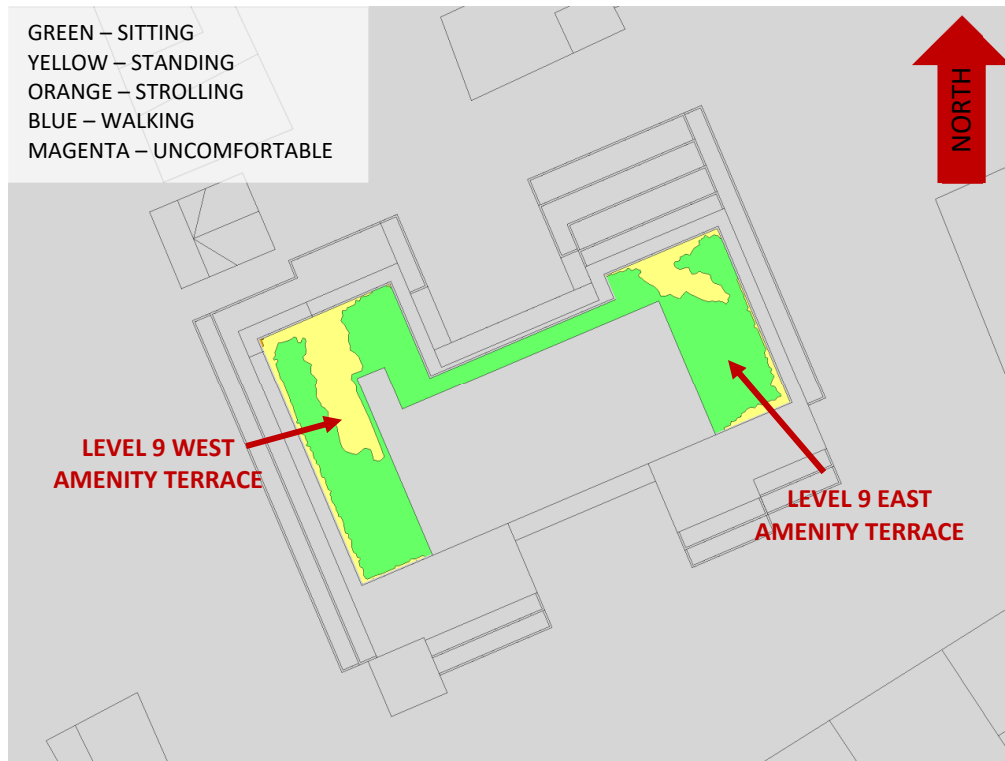 GREEN – SITTING
YELLOW – STANDING
ORANGE – STROLLING
BLUE – WALKING
MAGENTA – UNCOMFORTABLE
NORTH
LEVEL 9 WEST
AMENITY TERRACE
LEVEL 9 EAST
AMENITY TERRACE